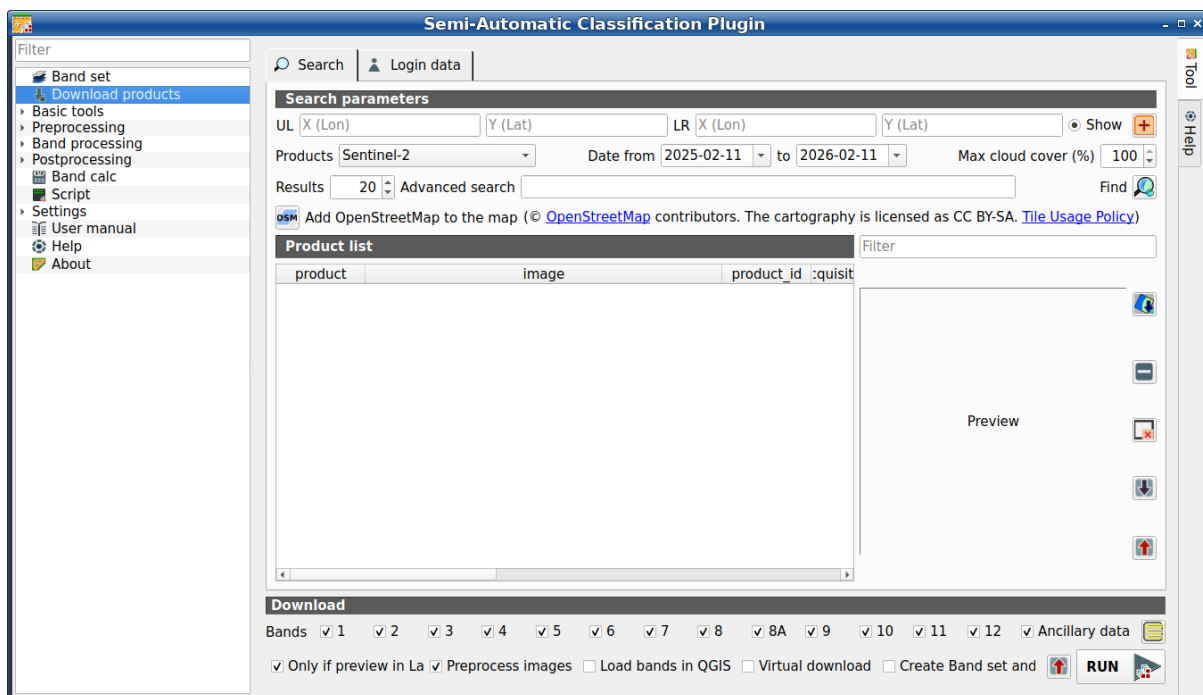 Semi-Automatic Classification Plugin
Filter
Band set
Download products
Basic tools
Preprocessing
Band processing
Postprocessing
Band calc
Script
Settings
User manual
Help
About
Search Login data
Search parameters
UL X (Lon) Y (Lat) LR X (Lon) Y (Lat) Show
Products Sentinel-2 Date from 2025-02-11 to 2026-02-11 Max cloud cover (%) 100
Results 20 Advanced search Find
OSM Add OpenStreetMap to the map (© OpenStreetMap contributors. The cartography is licensed as CC BY-SA. Tile Usage Policy)
Product list Filter
product image product_id cquisit
Preview
Download
Bands 1 2 3 4 5 6 7 8 8A 9 10 11 12 Ancillary data
Only if preview in La Preprocess images Load bands in QGIS Virtual download Create Band set and RUN
Tool
Help